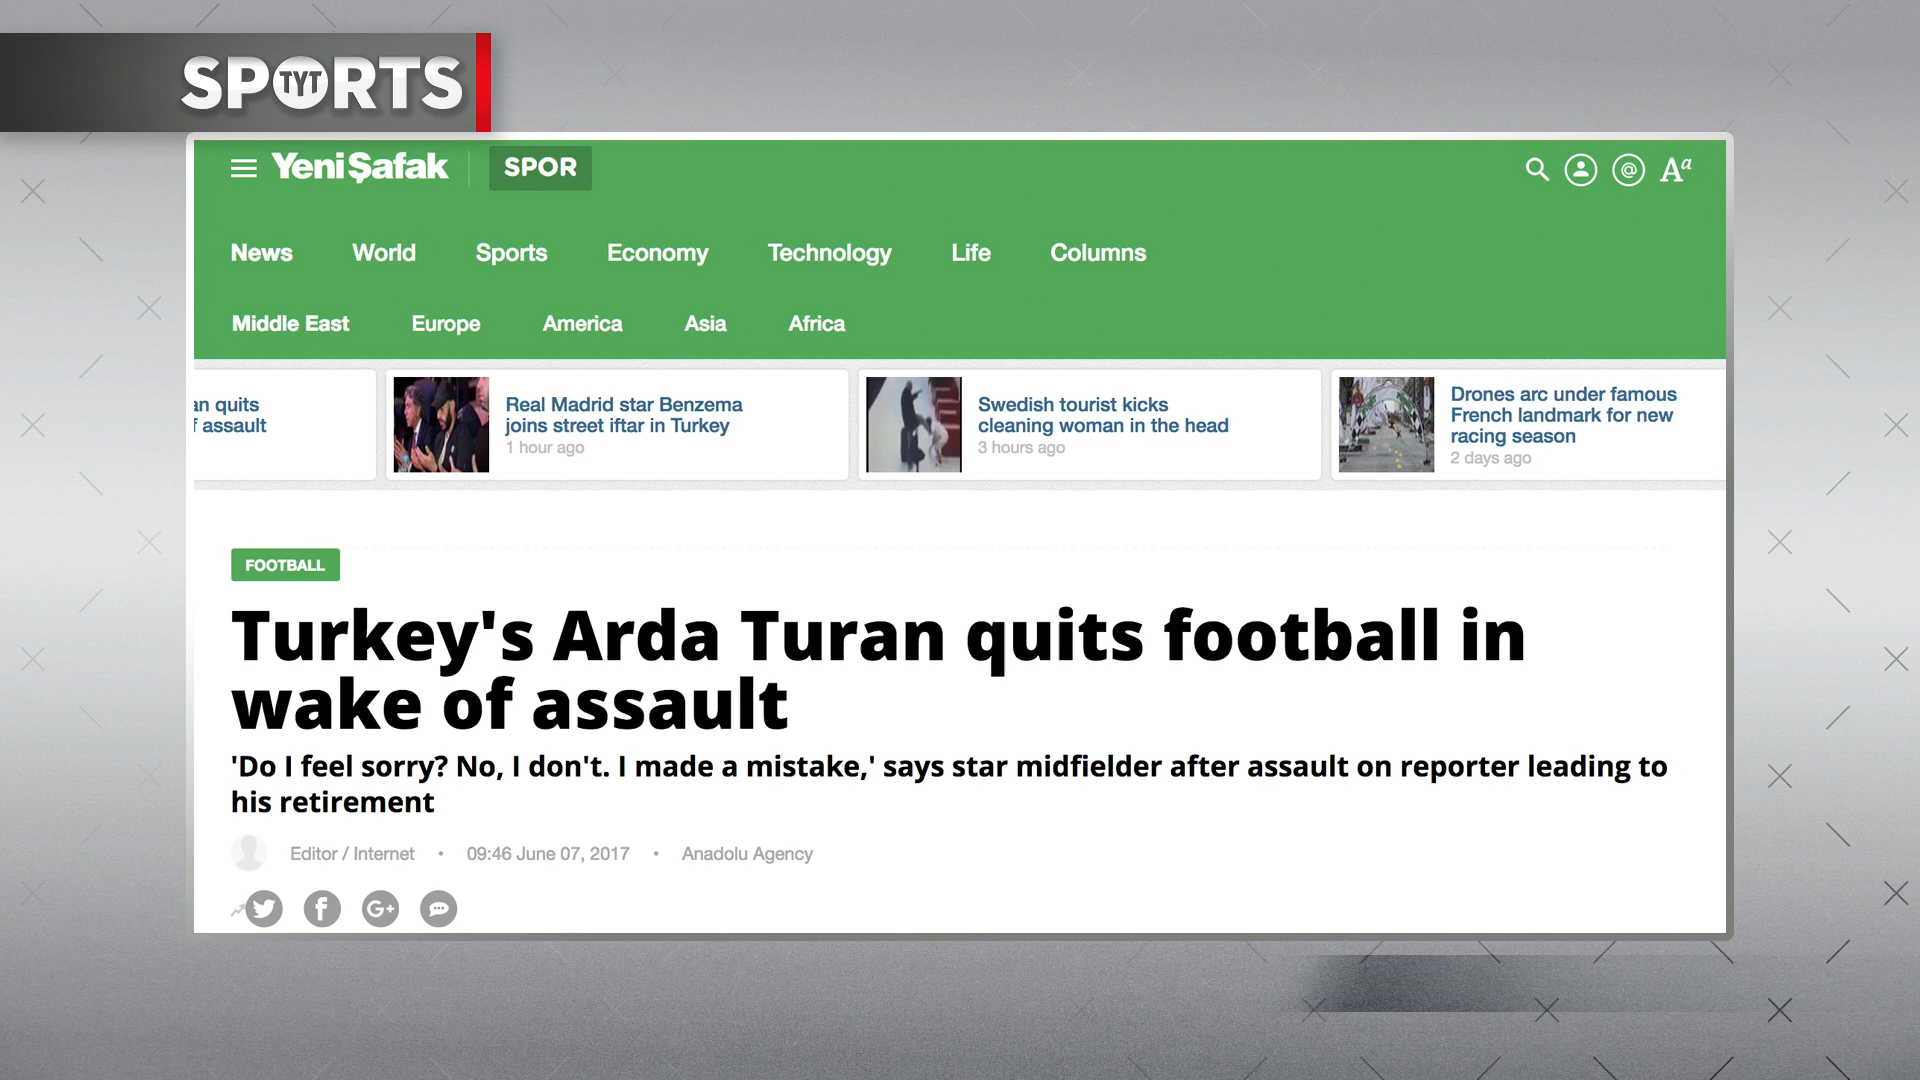 SPORTS
TYT
Yeni Şafak
SPOR
Aa
News World Sports Economy Technology Life Columns
Middle East Europe America Asia Africa
an quits
f assault
Real Madrid star Benzema
joins street iftar in Turkey
1 hour ago
Swedish tourist kicks
cleaning woman in the head
3 hours ago
Drones arc under famous
French landmark for new
racing season
2 days ago
FOOTBALL
Turkey's Arda Turan quits football in
wake of assault
'Do I feel sorry? No, I don't. I made a mistake,' says star midfielder after assault on reporter leading to
his retirement
Editor / Internet • 09:46 June 07, 2017 • Anadolu Agency